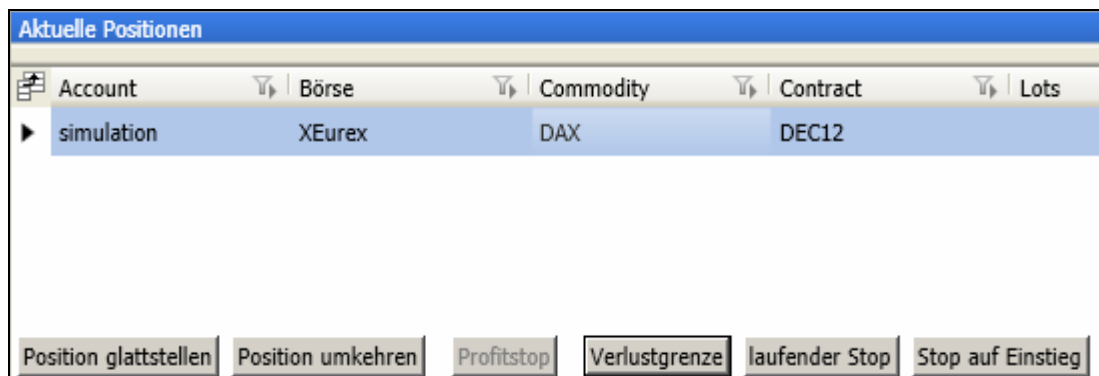 Aktuelle Positionen
Account Börse Commodity Contract Lots
simulation XEurex DAX DEC12
Position glattstellen Position umkehren Profitstop Verlustgrenze laufender Stop Stop auf Einstieg